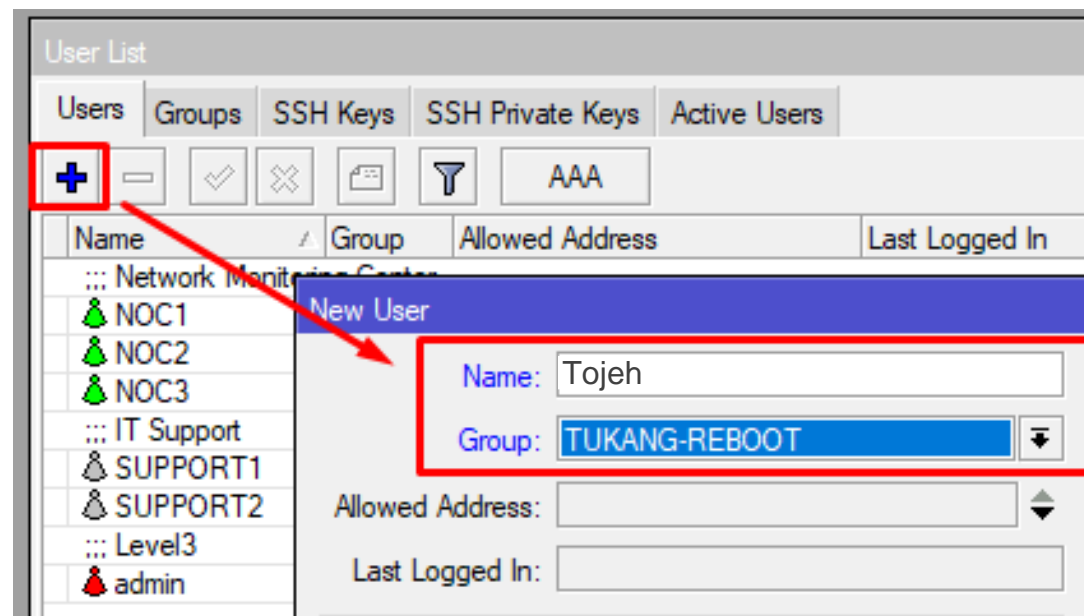 User List
Users Groups SSH Keys SSH Private Keys Active Users
AAA
Name Group Allowed Address Last Logged In
;;; Network Monitoring Center
NOC1
NOC2
NOC3
;;; IT Support
SUPPORT1
SUPPORT2
;;; Level3
admin
New User
Name: Tojeh
Group: TUKANG-REBOOT
Allowed Address:
Last Logged In: